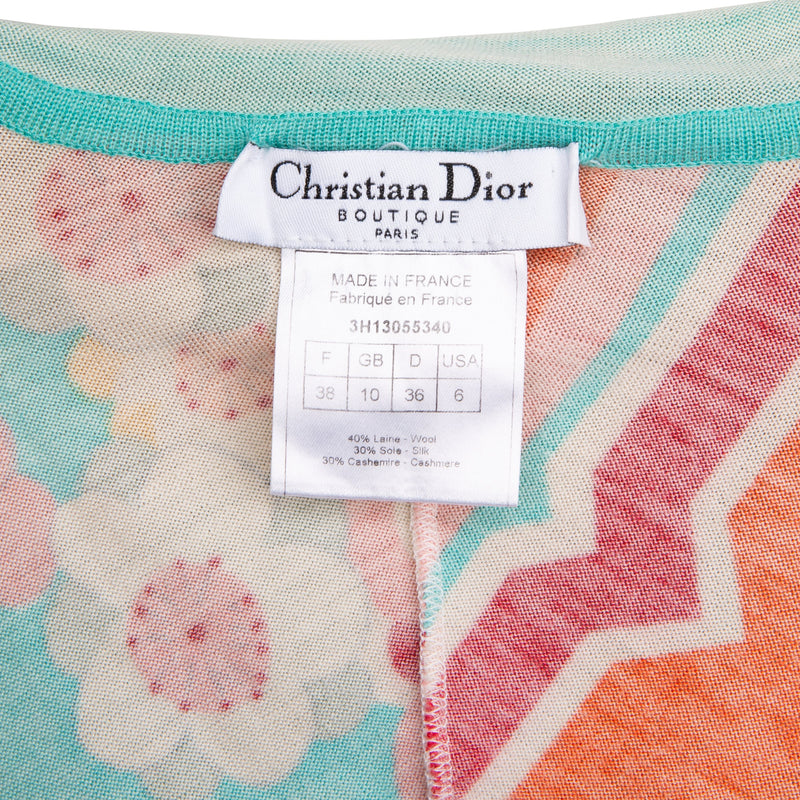 Christian Dior
BOUTIQUE
PARIS
MADE IN FRANCE
Fabriqué en France
3H13055340
F GB D USA
38 10 36 6
40% Laine - Wool
30% Soie - Silk
30% Cashemire - Cashmere